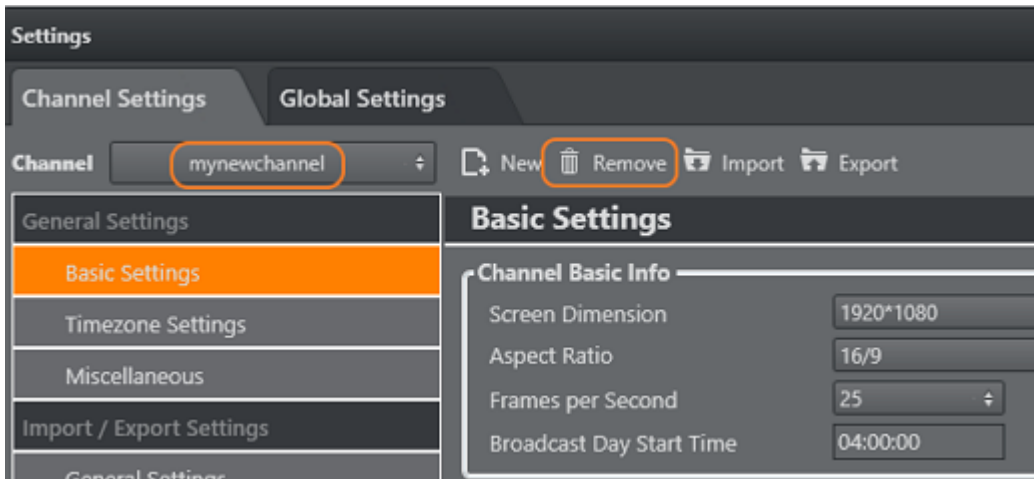 Settings
Channel Settings Global Settings
Channel mynewchannel New Remove Import Export
General Settings
Basic Settings
Timezone Settings
Miscellaneous
Import / Export Settings
General Settings
Basic Settings
Channel Basic Info
Screen Dimension 1920*1080
Aspect Ratio 16/9
Frames per Second 25
Broadcast Day Start Time 04:00:00